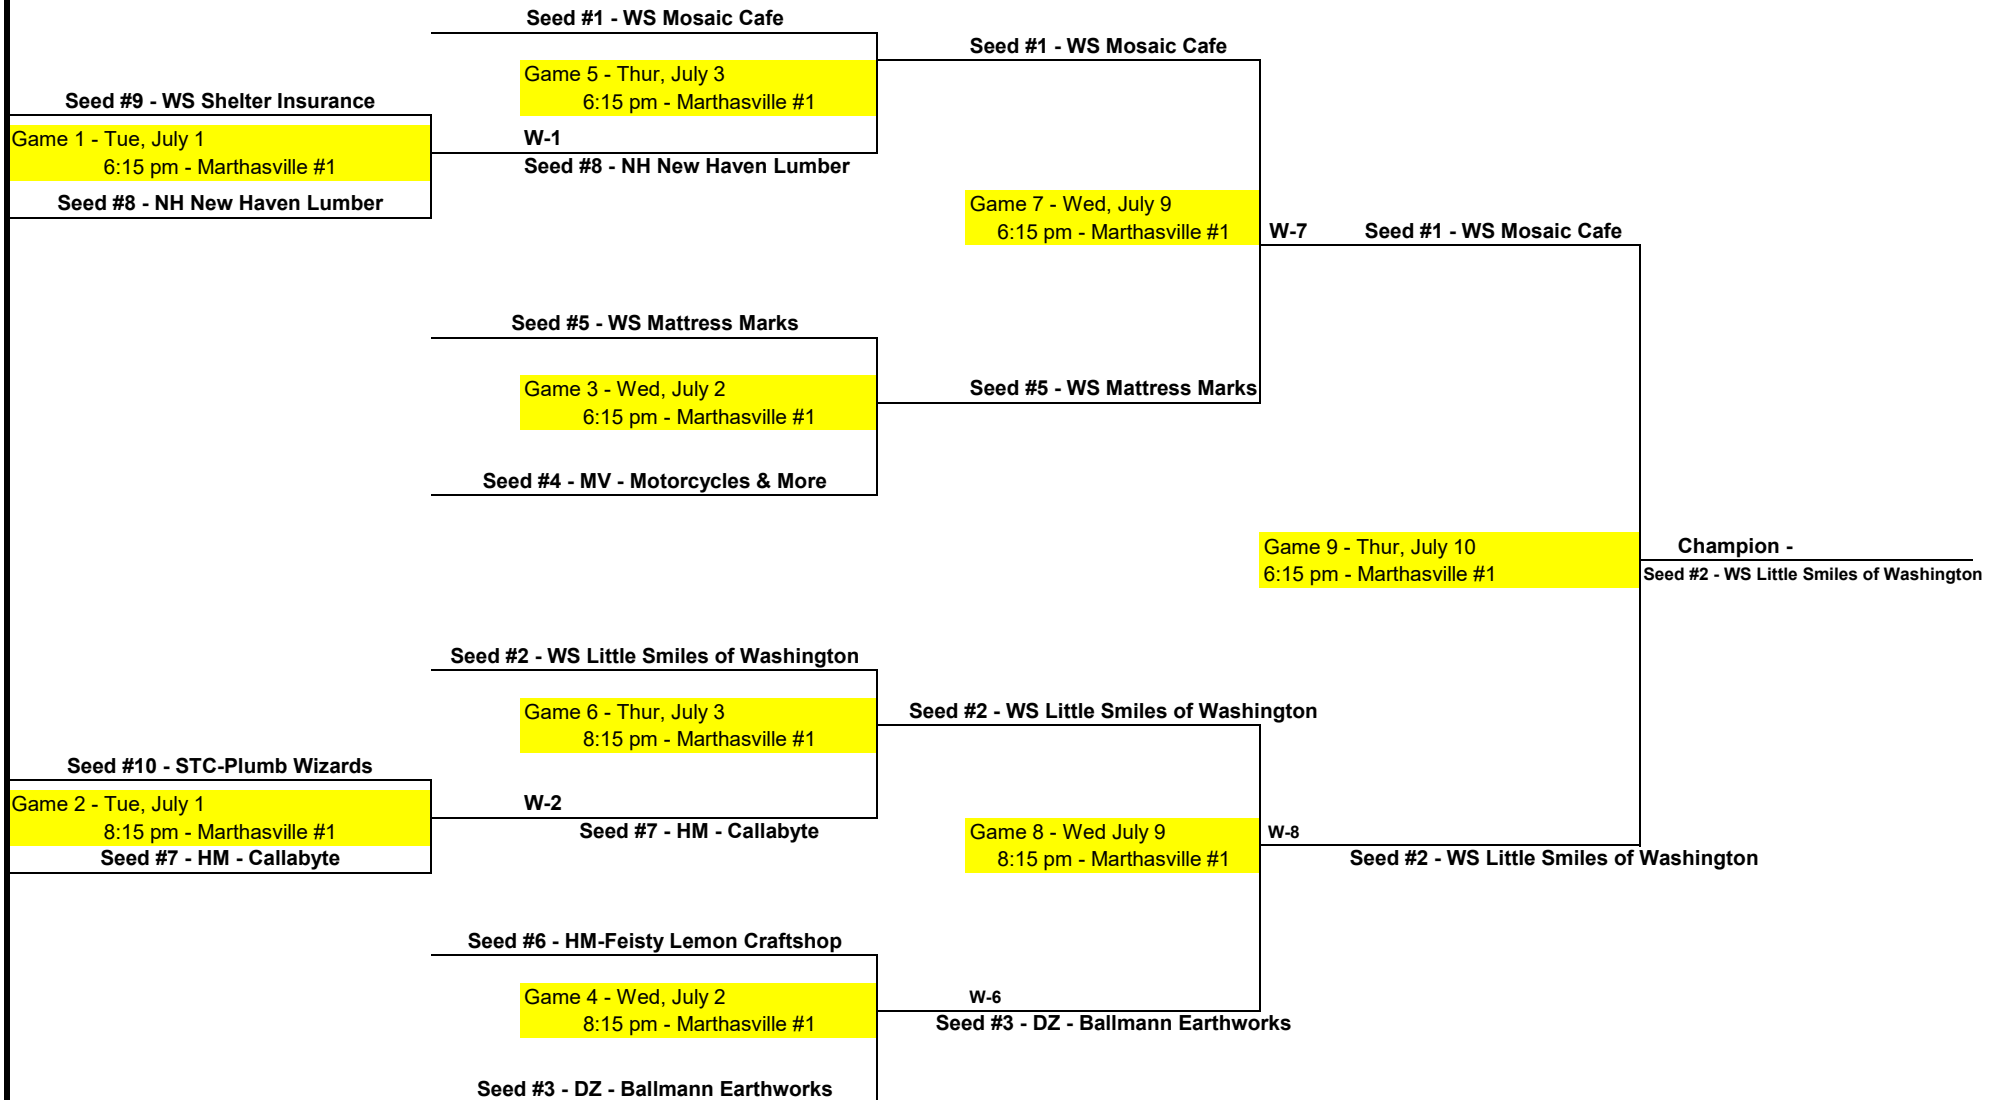 Seed #1 - WS Mosaic Cafe
Seed #1 - WS Mosaic Cafe
Game 5 - Thur, July 3
6:15 pm - Marthasville #1
Seed #9 - WS Shelter Insurance
Game 1 - Tue, July 1
6:15 pm - Marthasville #1
W-1
Seed #8 - NH New Haven Lumber
Seed #8 - NH New Haven Lumber
Game 7 - Wed, July 9
6:15 pm - Marthasville #1
W-7 Seed #1 - WS Mosaic Cafe
Seed #5 - WS Mattress Marks
Game 3 - Wed, July 2
6:15 pm - Marthasville #1
Seed #5 - WS Mattress Marks
Seed #4 - MV - Motorcycles & More
Game 9 - Thur, July 10
6:15 pm - Marthasville #1
Champion -
Seed #2 - WS Little Smiles of Washington
Seed #2 - WS Little Smiles of Washington
Game 6 - Thur, July 3
8:15 pm - Marthasville #1
Seed #2 - WS Little Smiles of Washington
Seed #10 - STC-Plumb Wizards
Game 2 - Tue, July 1
8:15 pm - Marthasville #1
Seed #7 - HM - Callabyte
W-2
Seed #7 - HM - Callabyte
Game 8 - Wed July 9
8:15 pm - Marthasville #1
W-8
Seed #2 - WS Little Smiles of Washington
Seed #6 - HM-Feisty Lemon Craftshop
Game 4 - Wed, July 2
8:15 pm - Marthasville #1
W-6
Seed #3 - DZ - Ballmann Earthworks
Seed #3 - DZ - Ballmann Earthworks